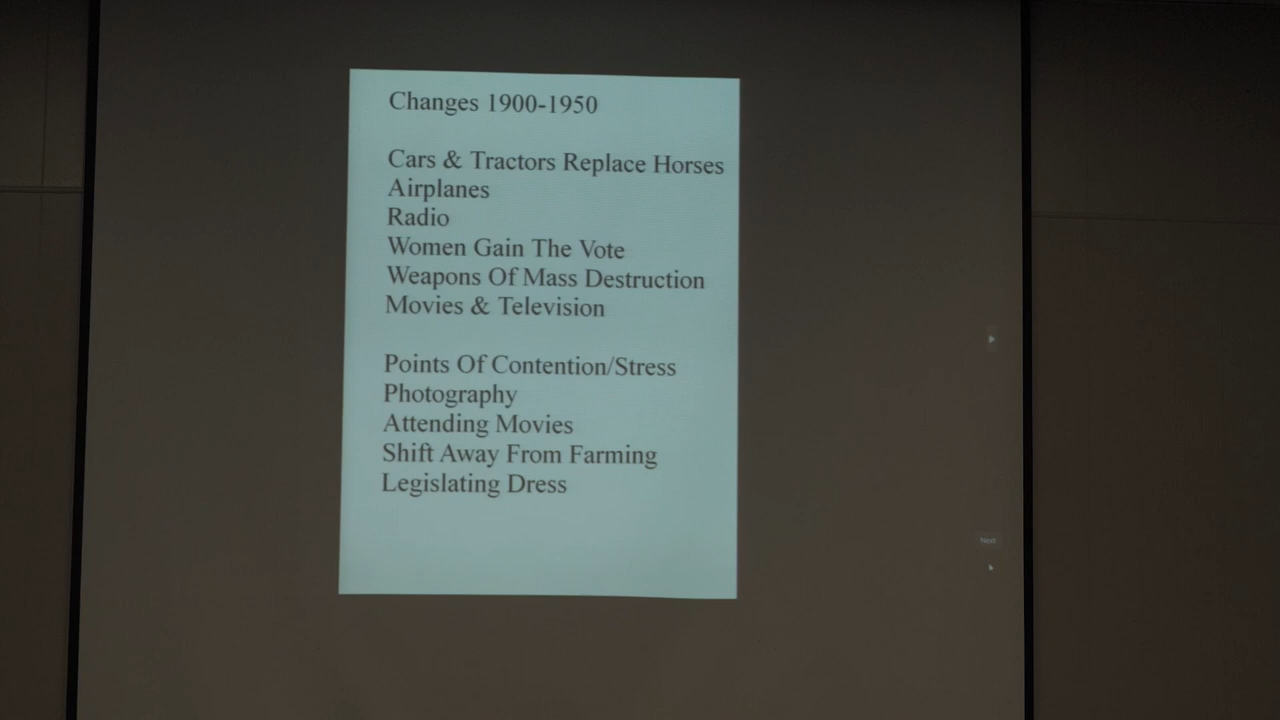 Changes 1900-1950
Cars & Tractors Replace Horses
Airplanes
Radio
Women Gain The Vote
Weapons Of Mass Destruction
Movies & Television
Points Of Contention/Stress
Photography
Attending Movies
Shift Away From Farming
Legislating Dress
Next